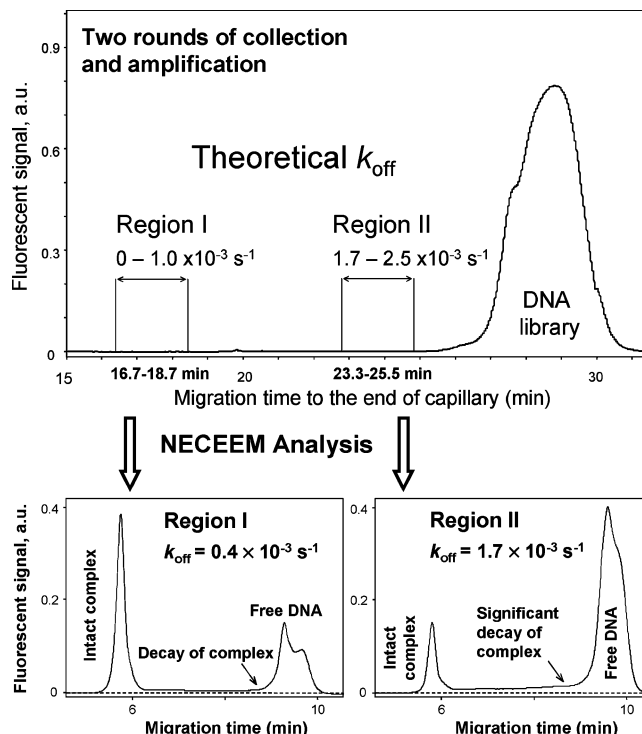 Two rounds of collection
and amplification
Fluorescent signal, a.u.
0.9
0.6
0.3
0
Theoretical koff
Region I
0 – 1.0 x10-3 s-1
Region II
1.7 – 2.5 x10-3 s-1
DNA
library
15
16.7-18.7 min
20
23.3-25.5 min
30
Migration time to the end of capillary (min)
NECEEM Analysis
Fluorescent signal, a.u.
0.4
0.2
0
Intact complex
Region I
koff = 0.4 × 10-3 s-1
Free DNA
Decay of complex
6
10
Migration time (min)
0.4
0.2
0
Intact
complex
Region II
koff = 1.7 × 10-3 s-1
Significant
decay of
complex
Free DNA
6
10
Migration time (min)